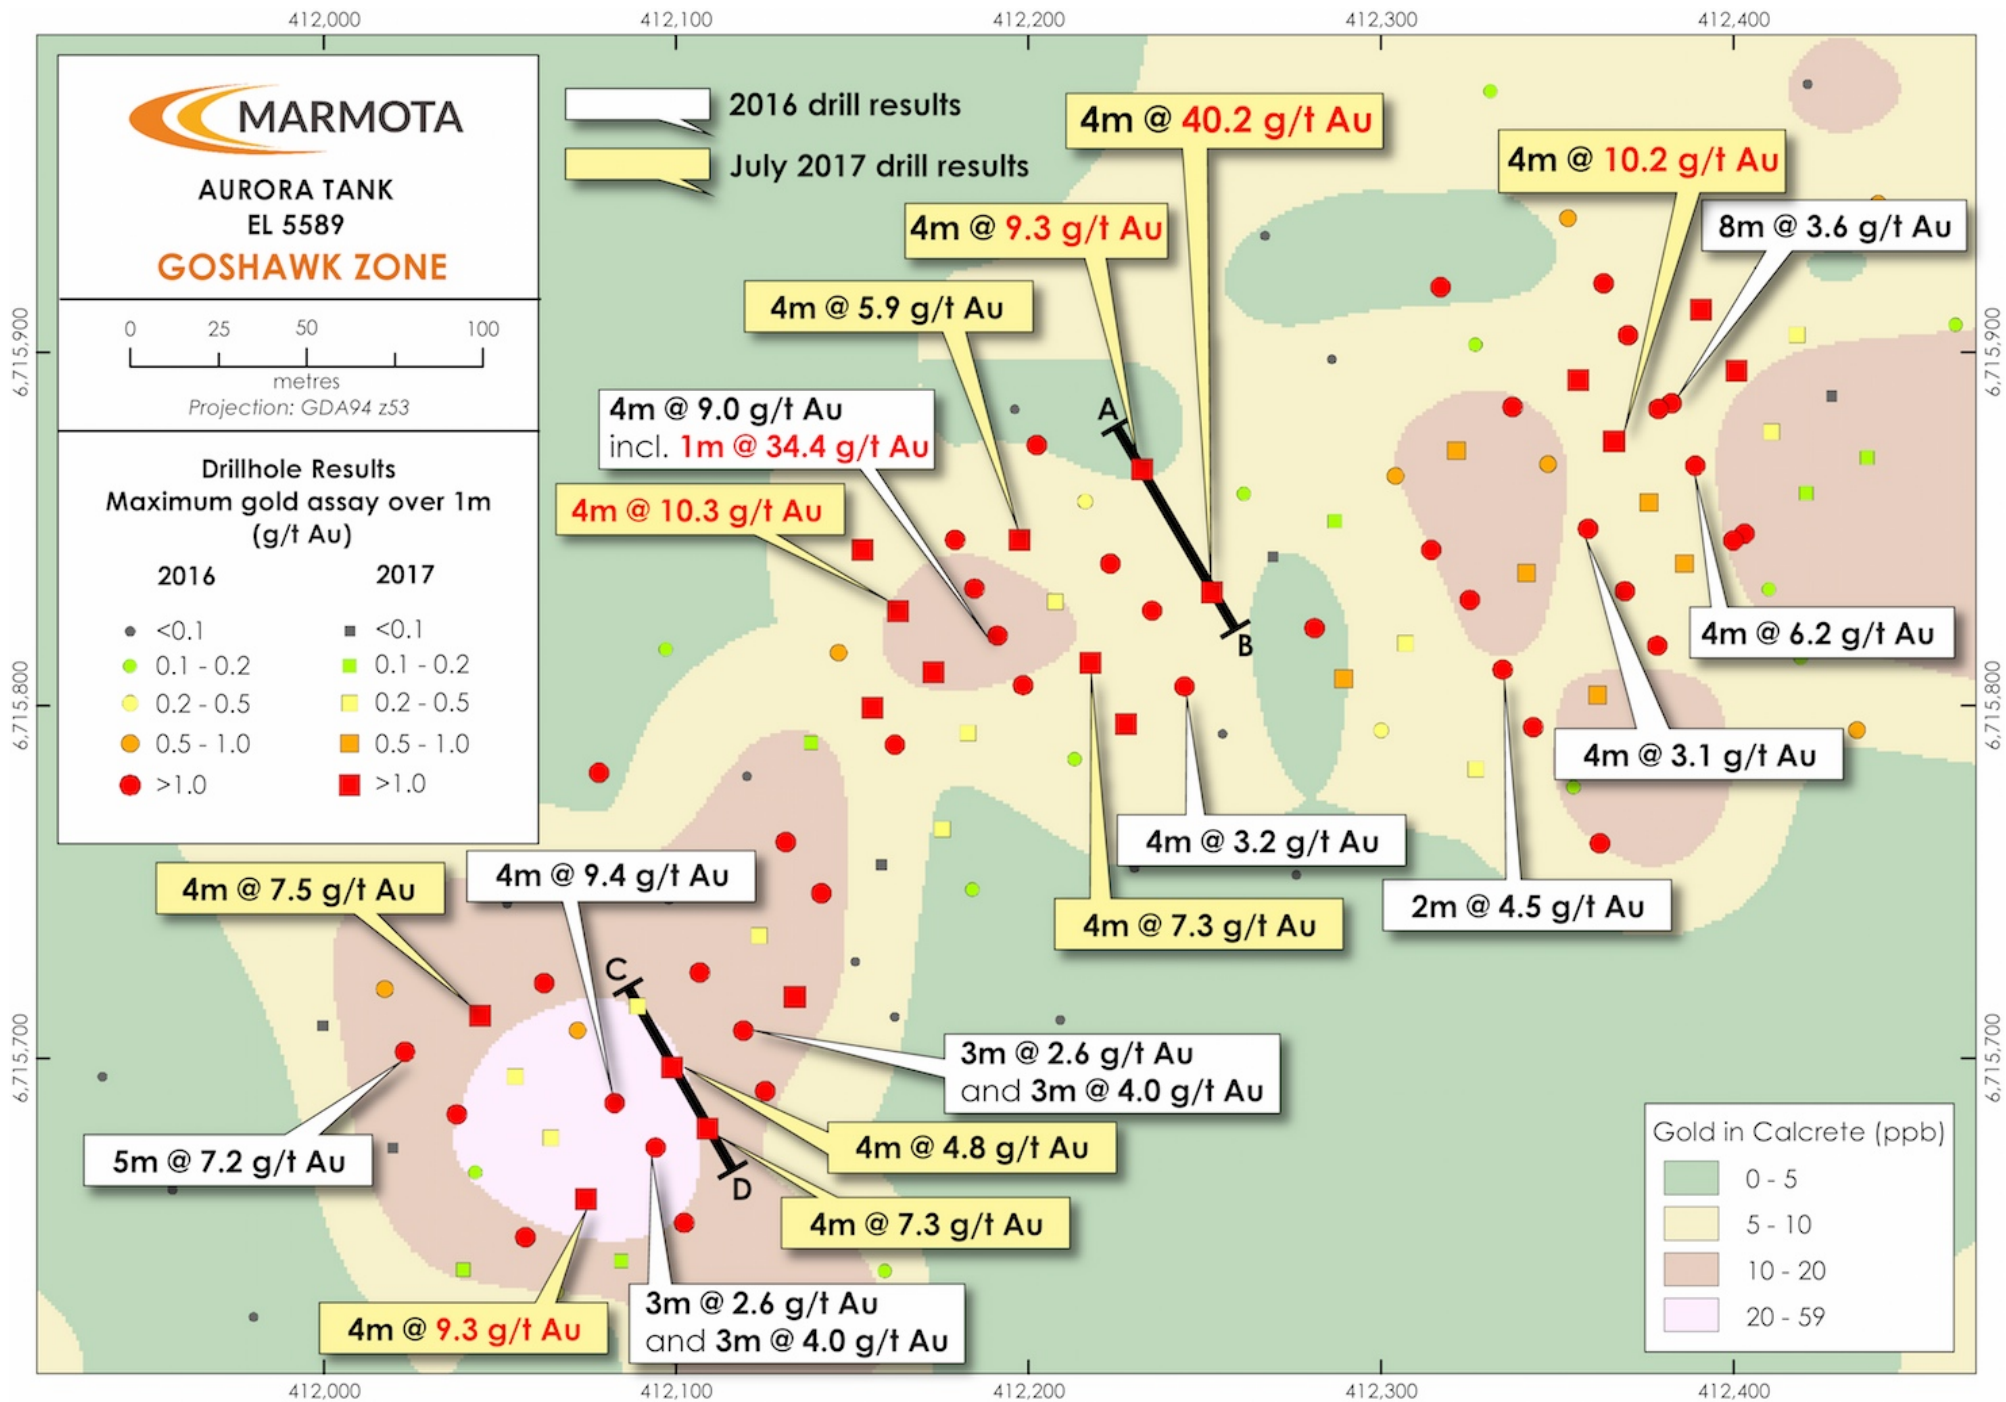 412,000
412,100
412,200
412,300
412,400
MARMOTA
AURORA TANK
EL 5589
GOSHAWK ZONE
0
25
50
100
metres
Projection: GDA94 z53
Drillhole Results
Maximum gold assay over 1m
(g/t Au)
2016
2017
<0.1
<0.1
0.1 - 0.2
0.1 - 0.2
0.2 - 0.5
0.2 - 0.5
0.5 - 1.0
0.5 - 1.0
>1.0
>1.0
2016 drill results
July 2017 drill results
4m @ 40.2 g/t Au
4m @ 10.2 g/t Au
4m @ 9.3 g/t Au
8m @ 3.6 g/t Au
4m @ 5.9 g/t Au
4m @ 9.0 g/t Au
incl. 1m @ 34.4 g/t Au
4m @ 10.3 g/t Au
A
B
4m @ 6.2 g/t Au
4m @ 3.1 g/t Au
4m @ 3.2 g/t Au
2m @ 4.5 g/t Au
4m @ 7.3 g/t Au
4m @ 7.5 g/t Au
4m @ 9.4 g/t Au
C
D
3m @ 2.6 g/t Au
and 3m @ 4.0 g/t Au
4m @ 4.8 g/t Au
5m @ 7.2 g/t Au
4m @ 7.3 g/t Au
3m @ 2.6 g/t Au
and 3m @ 4.0 g/t Au
4m @ 9.3 g/t Au
Gold in Calcrete (ppb)
0 - 5
5 - 10
10 - 20
20 - 59
6,715,900
6,715,800
6,715,700
6,715,900
6,715,800
6,715,700
412,000
412,100
412,200
412,300
412,400